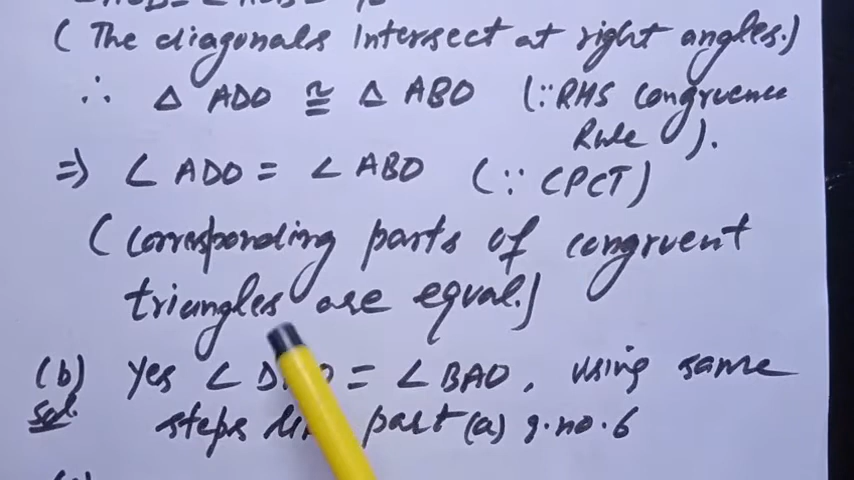 ( The diagonals Intersect at right angles.)
∴ △ ADO ≅ △ ABO (∵ RHS congruence
Rule ).
⇒ ∠ ADO = ∠ ABO (∵ CPCT)
( corresponding parts of congruent
triangles are equal.)
(b) Yes ∠ = ∠ BAO, using same
Sol. steps part (a) q.no.6